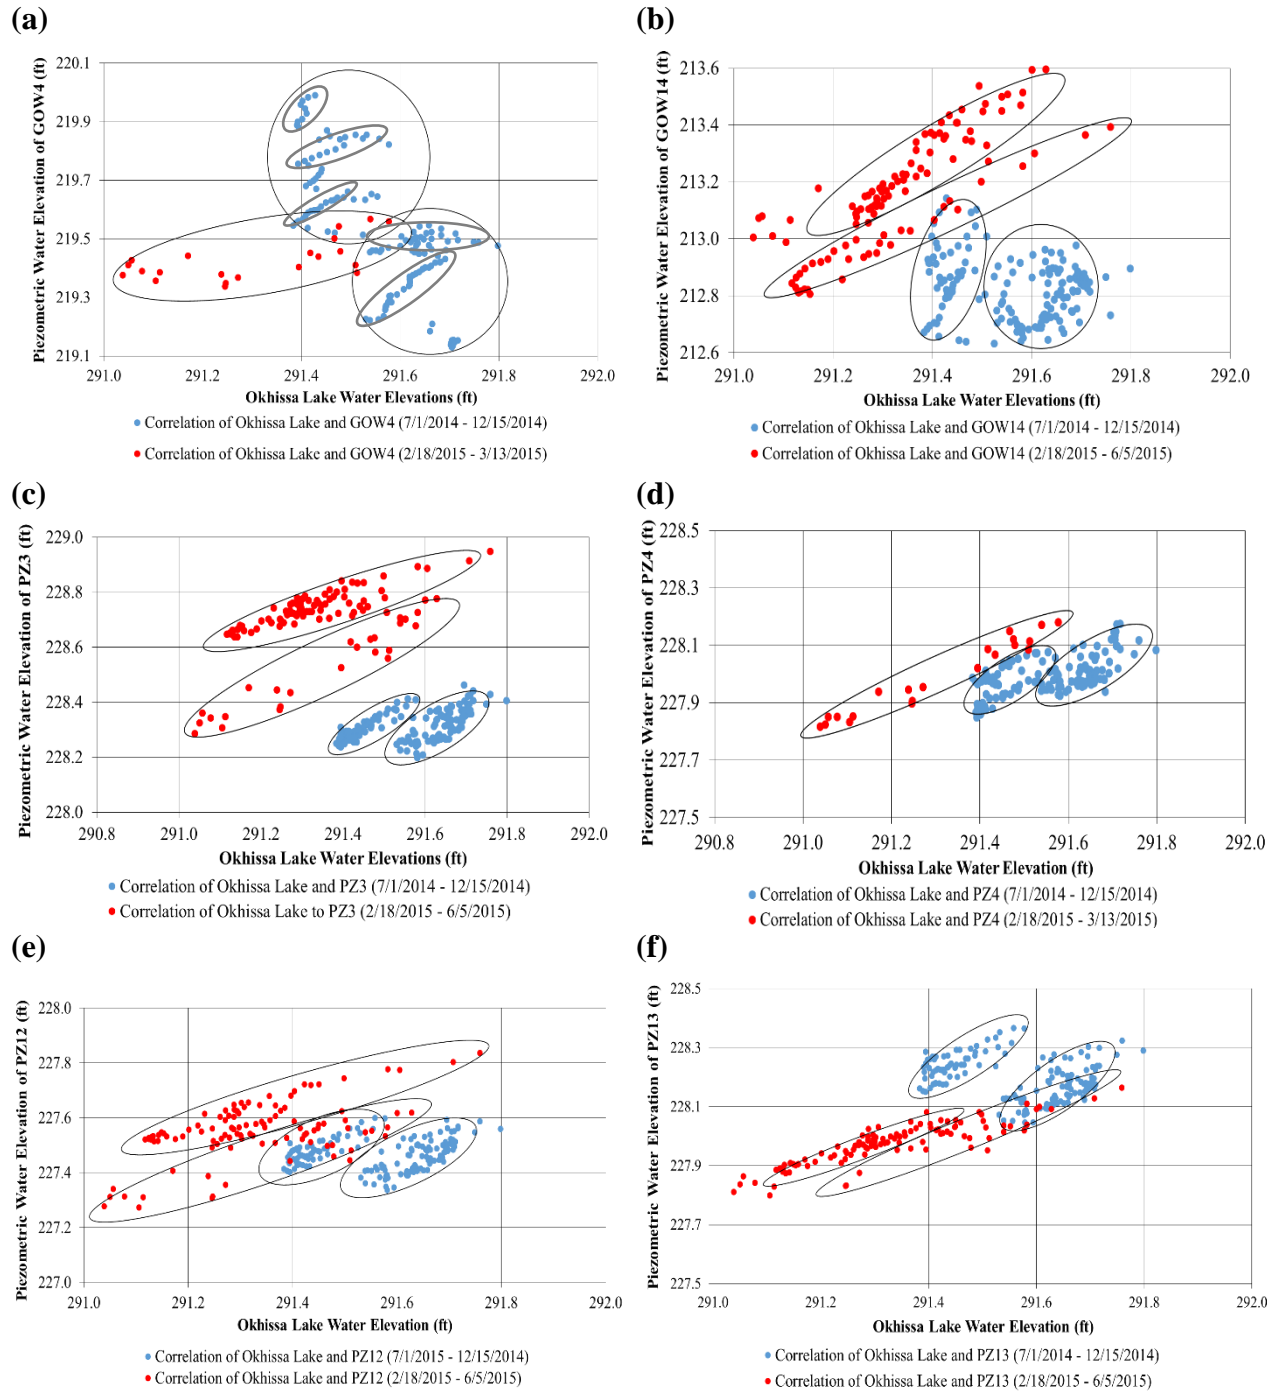 (a)
Piezometric Water Elevation of GOW4 (ft)
220.1
219.9
219.7
219.5
219.3
219.1
291.0 291.2 291.4 291.6 291.8 292.0
Okhissa Lake Water Elevations (ft)
Correlation of Okhissa Lake and GOW4 (7/1/2014 - 12/15/2014)
Correlation of Okhissa Lake and GOW4 (2/18/2015 - 3/13/2015)
(b)
Piezometric Water Elevation of GOW14 (ft)
213.6
213.4
213.2
213.0
212.8
212.6
291.0 291.2 291.4 291.6 291.8 292.0
Okhissa Lake Water Elevations (ft)
Correlation of Okhissa Lake and GOW14 (7/1/2014 - 12/15/2014)
Correlation of Okhissa Lake and GOW14 (2/18/2015 - 6/5/2015)
(c)
Piezometric Water Elevation of PZ3 (ft)
229.0
228.8
228.6
228.4
228.2
228.0
290.8 291.0 291.2 291.4 291.6 291.8 292.0
Okhissa Lake Water Elevations (ft)
Correlation of Okhissa Lake and PZ3 (7/1/2014 - 12/15/2014)
Correlation of Okhissa Lake to PZ3 (2/18/2015 - 6/5/2015)
(d)
Piezometric Water Elevation of PZ4 (ft)
228.5
228.3
228.1
227.9
227.7
227.5
290.8 291.0 291.2 291.4 291.6 291.8 292.0
Okhissa Lake Water Elevation (ft)
Correlation of Okhissa Lake and PZ4 (7/1/2014 - 12/15/2014)
Correlation of Okhissa Lake and PZ4 (2/18/2015 - 3/13/2015)
(e)
Piezometric Water Elevation of PZ12 (ft)
228.0
227.8
227.6
227.4
227.2
227.0
291.0 291.2 291.4 291.6 291.8 292.0
Okhissa Lake Water Elevation (ft)
Correlation of Okhissa Lake and PZ12 (7/1/2015 - 12/15/2014)
Correlation of Okhissa Lake and PZ12 (2/18/2015 - 6/5/2015)
(f)
Piezometric Water Elevation of PZ13 (ft)
228.5
228.3
228.1
227.9
227.7
227.5
291.0 291.2 291.4 291.6 291.8 292.0
Okhissa Lake Water Elevation (ft)
Correlation of Okhissa Lake and PZ13 (7/1/2014 - 12/15/2014)
Correlation of Okhissa Lake and PZ13 (2/18/2015 - 6/5/2015)